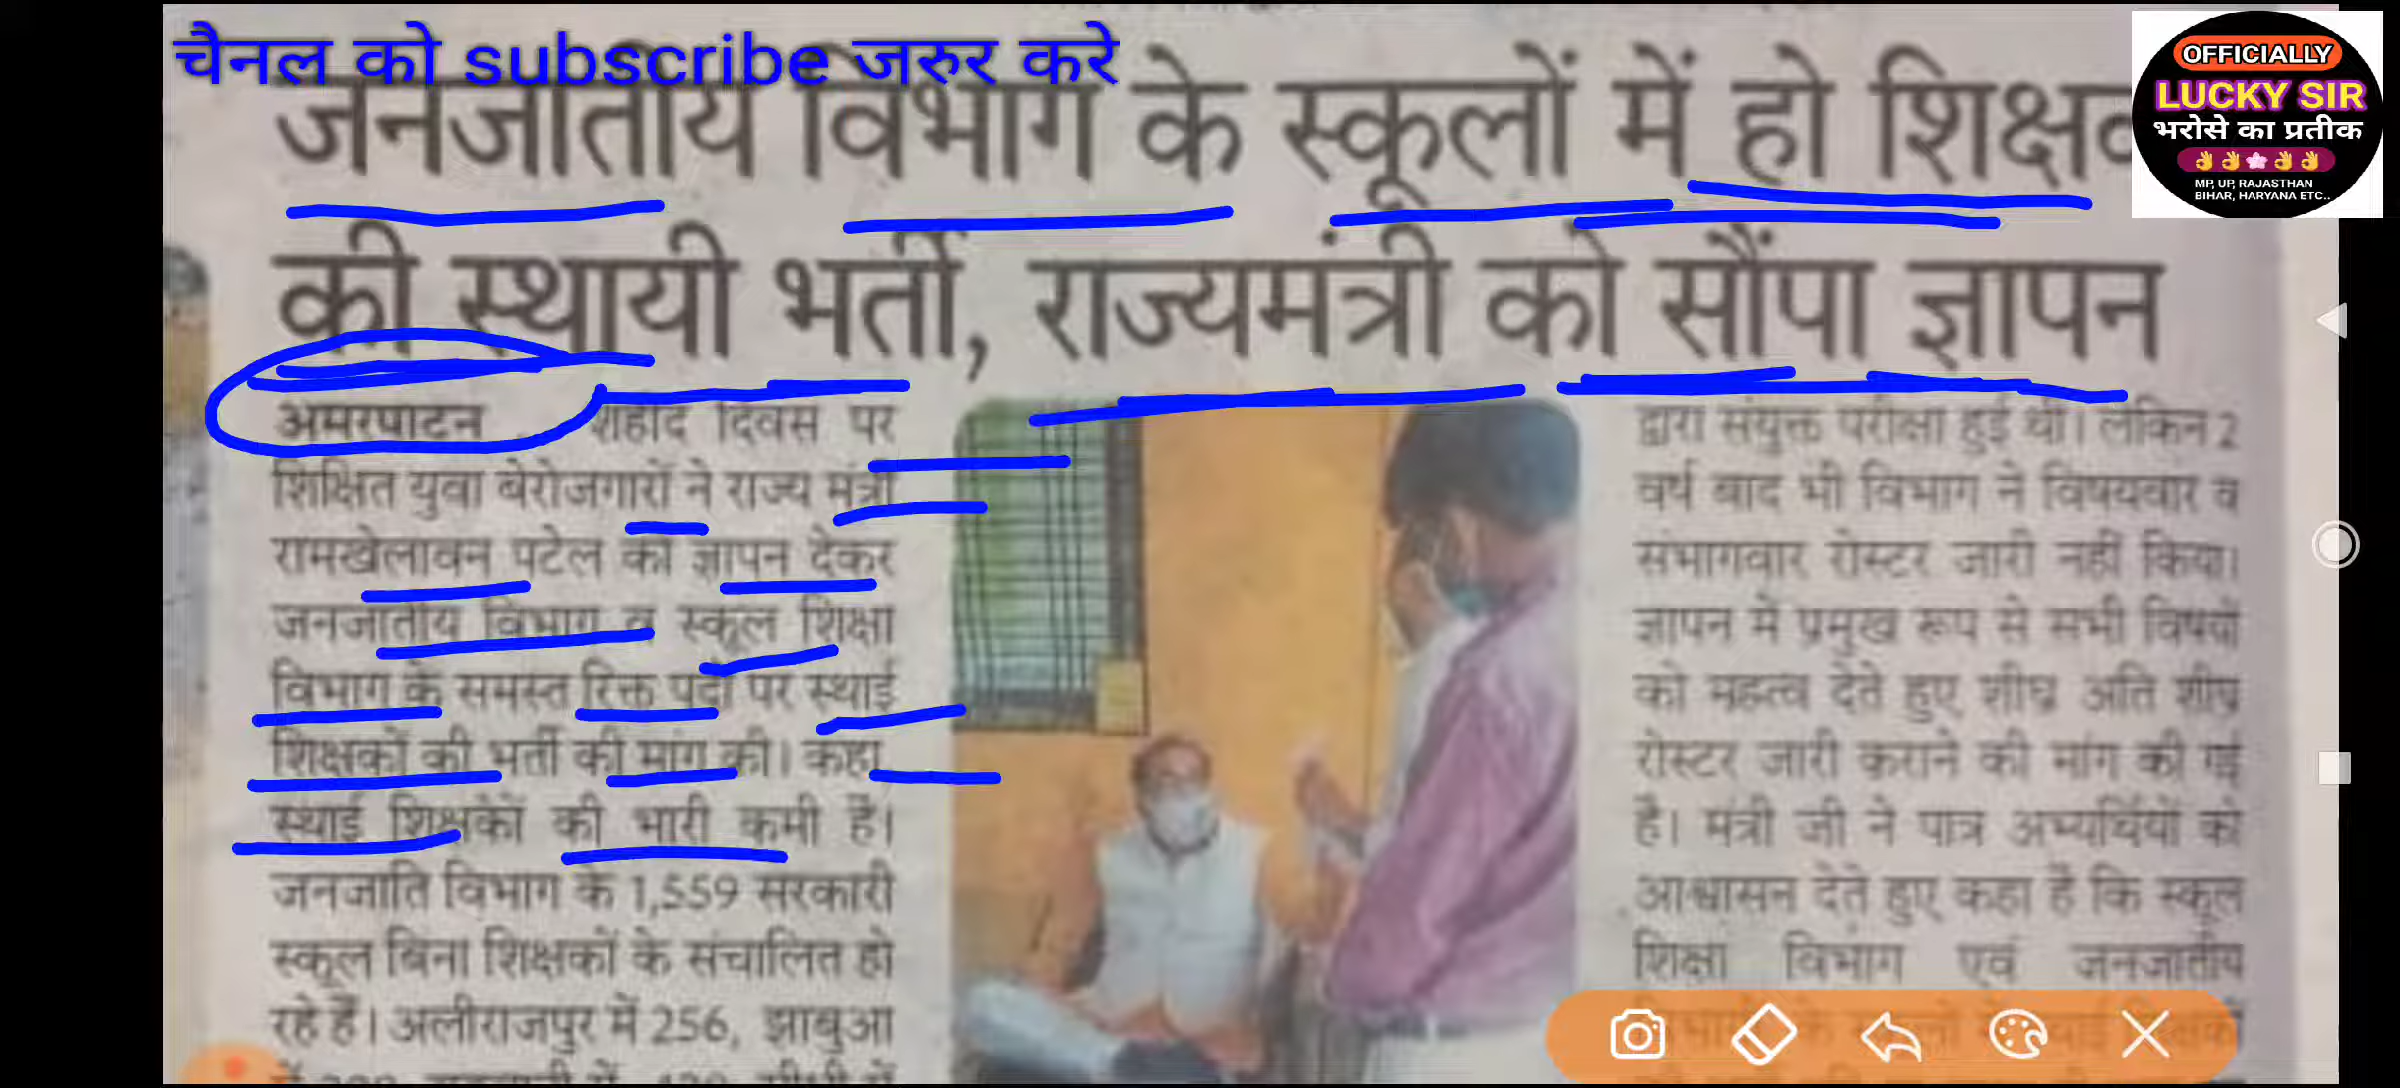 चैनल को subscribe जरुर करे
जनजातीय विभाग के स्कूलों में हो
की स्थायी भर्ती, राज्यमंत्री को सौंपा ज्ञापन
OFFICIALLY
LUCKY SIR
भरोसे का प्रतीक
MP, UP, RAJASTHAN
BIHAR, HARYANA ETC..
अमरपाटन . शहीद दिवस पर
शिक्षित युवा बेरोजगारों ने राज्य मंत्री
रामखेलावन पटेल को ज्ञापन देकर
जनजातीय विभाग व स्कूल शिक्षा
विभाग के समस्त रिक्त पदों पर स्थाई
शिक्षकों की भर्ती की मांग की। कहा
स्थाई शिक्षकों की भारी कमी है।
जनजाति विभाग के 1,559 सरकारी
स्कूल बिना शिक्षकों के संचालित हो
रहे हैं। अलीराजपुर में 256, झाबुआ
द्वारा संयुक्त परीक्षा हुई थी। लेकिन 2
वर्ष बाद भी विभाग ने विषयवार व
संभागवार रोस्टर जारी नहीं किया।
ज्ञापन में प्रमुख रूप से सभी विषयों
को महत्व देते हुए शीघ्र अति शीघ्र
रोस्टर जारी कराने की मांग की गई
है। मंत्री जी ने पात्र अभ्यर्थियों को
आश्वासन देते हुए कहा है कि स्कूल
शिक्षा विभाग एवं जनजातीय